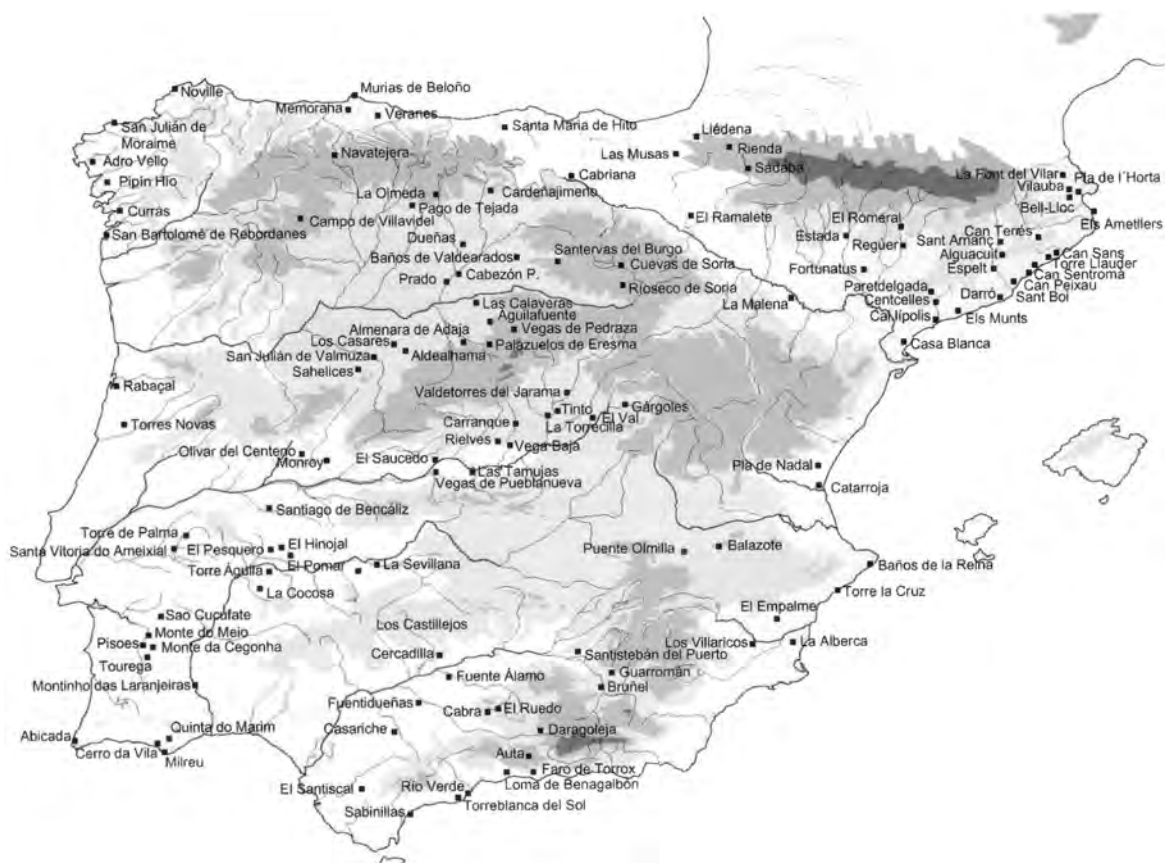 Noville
Murias de Beloño
Memorana
Veranes
San Julián de
Moraime
Santa Maria de Hito
Llédena
Adro Vello
Navatejera
Las Musas
Rienda
Sádaba
Pipín Hio
Cabriana
La Font del Vilar
Pla de l´Horta
Vilauba
La Olmeda
Cardeñajimeno
Bell-Lloc
Curras
Pago de Tejada
Campo de Villavidel
El Ramalete
El Romeral
Els Ametllers
San Bartolomé de Rebordanes
Dueñas
Estada
Reguer
Can Terrés
Sant Amanç
Baños de Valdearados
Santervas del Burgo
Can Sans
Aiguacuit
Torre Llauder
Cuevas de Soria
Fortunatus
Espelt
Can Sentromá
Prado
Cabezón P.
Rioseco de Soria
Can Peixau
Paretdelgada
Darró
Sant Boi
Las Calaveras
La Malena
Centcelles
Aguilafuente
Callípolis
Els Munts
Almenara de Adaja
Vegas de Pedraza
Los Casares
Palazuelos de Eresma
Casa Blanca
San Julián de Valmuza
Aldealhama
Sahelices
Rabaçal
Valdetorres del Jarama
Tinto
Gárgoles
Torres Novas
Carranque
El Val
La Torrecilla
Rielves
Vega Baja
Olivar del Centeno
Monroy
El Saucedo
Pla de Nadal
Las Tamujas
Vegas de Pueblanueva
Catarroja
Santiago de Bencáliz
Torre de Palma
Santa Vitoria do Ameixial
El Pesquero
El Hinojal
Puente Olmilla
Balazote
Torre Águila
El Pomar
La Sevillana
Baños de la Reina
La Cocosa
Torre la Cruz
Sao Cucufate
El Empalme
Los Castillejos
Monte do Meio
Pisoes
Monte da Cegonha
Los Villaricos
La Alberca
Tourega
Cercadilla
Santistebán del Puerto
Guarromán
Montinho das Laranjeiras
Fuente Álamo
Bruñel
Fuentidueñas
Cabra
El Ruedo
Abicada
Quinta do Marim
Casariche
Daragoleja
Cerro da Vila
Milreu
Auta
Faro de Torrox
El Santiscal
Río Verde
Loma de Benagalbón
Torreblanca del Sol
Sabinillas